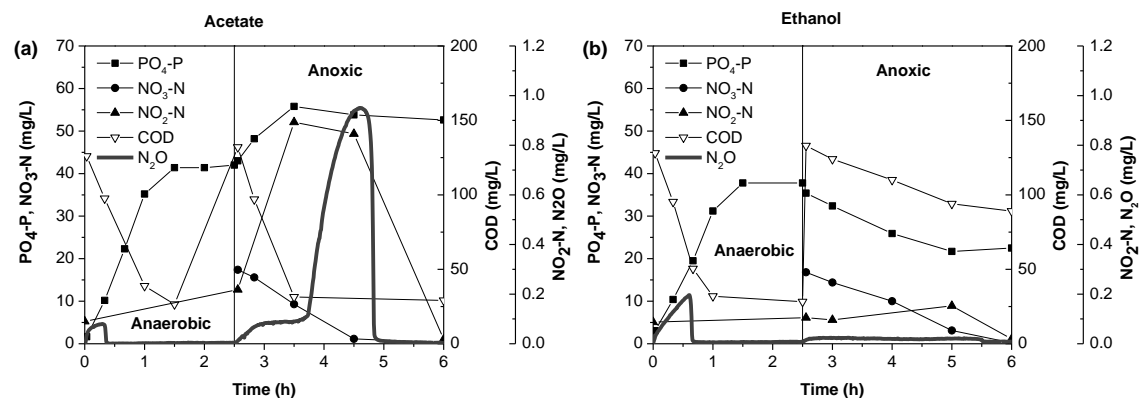 Acetate
(a)
70
60
50
40
30
20
10
0
PO₄-P, NO₃-N (mg/L)
PO₄-P
NO₃-N
NO₂-N
COD
N₂O
Anoxic
Anaerobic
0 1 2 3 4 5 6
Time (h)
200
150
100
50
0
COD (mg/L)
1.2
1.0
0.8
0.6
0.4
0.2
0.0
NO₂-N, N2O (mg/L)
Ethanol
(b)
70
60
50
40
30
20
10
0
PO₄-P, NO₃-N (mg/L)
PO₄-P
NO₃-N
NO₂-N
COD
N₂O
Anoxic
Anaerobic
0 1 2 3 4 5 6
Time (h)
200
150
100
50
0
COD (mg/L)
1.2
1.0
0.8
0.6
0.4
0.2
0.0
NO₂-N, N₂O (mg/L)